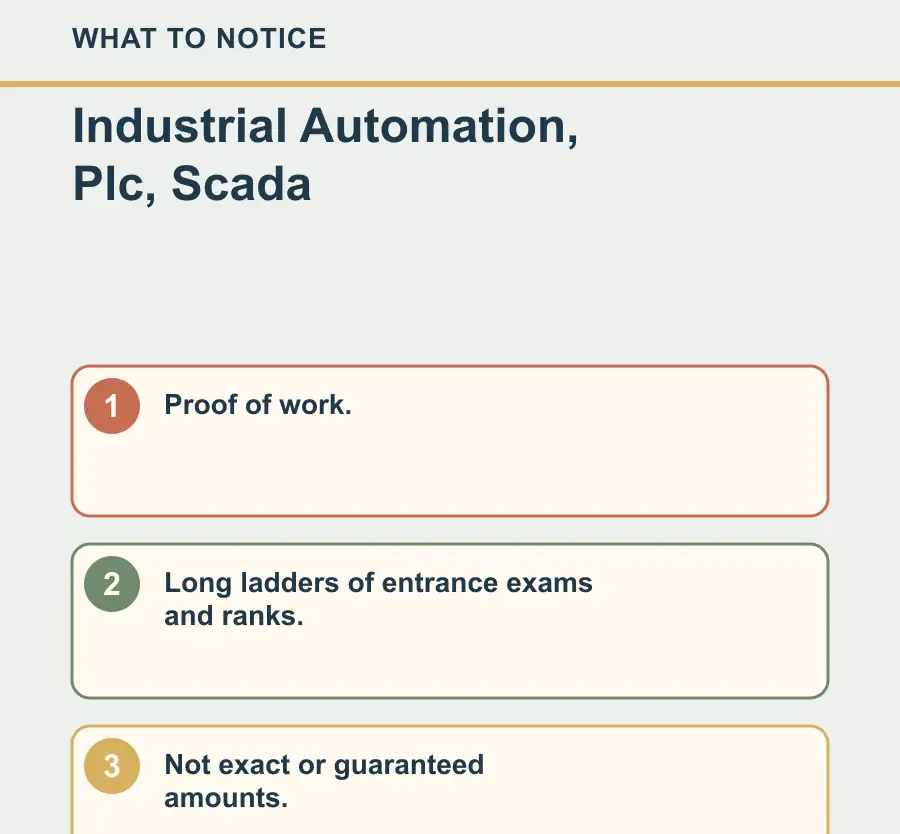 WHAT TO NOTICE
Industrial Automation,
Plc, Scada
1
Proof of work.
2
Long ladders of entrance exams
and ranks.
3
Not exact or guaranteed
amounts.